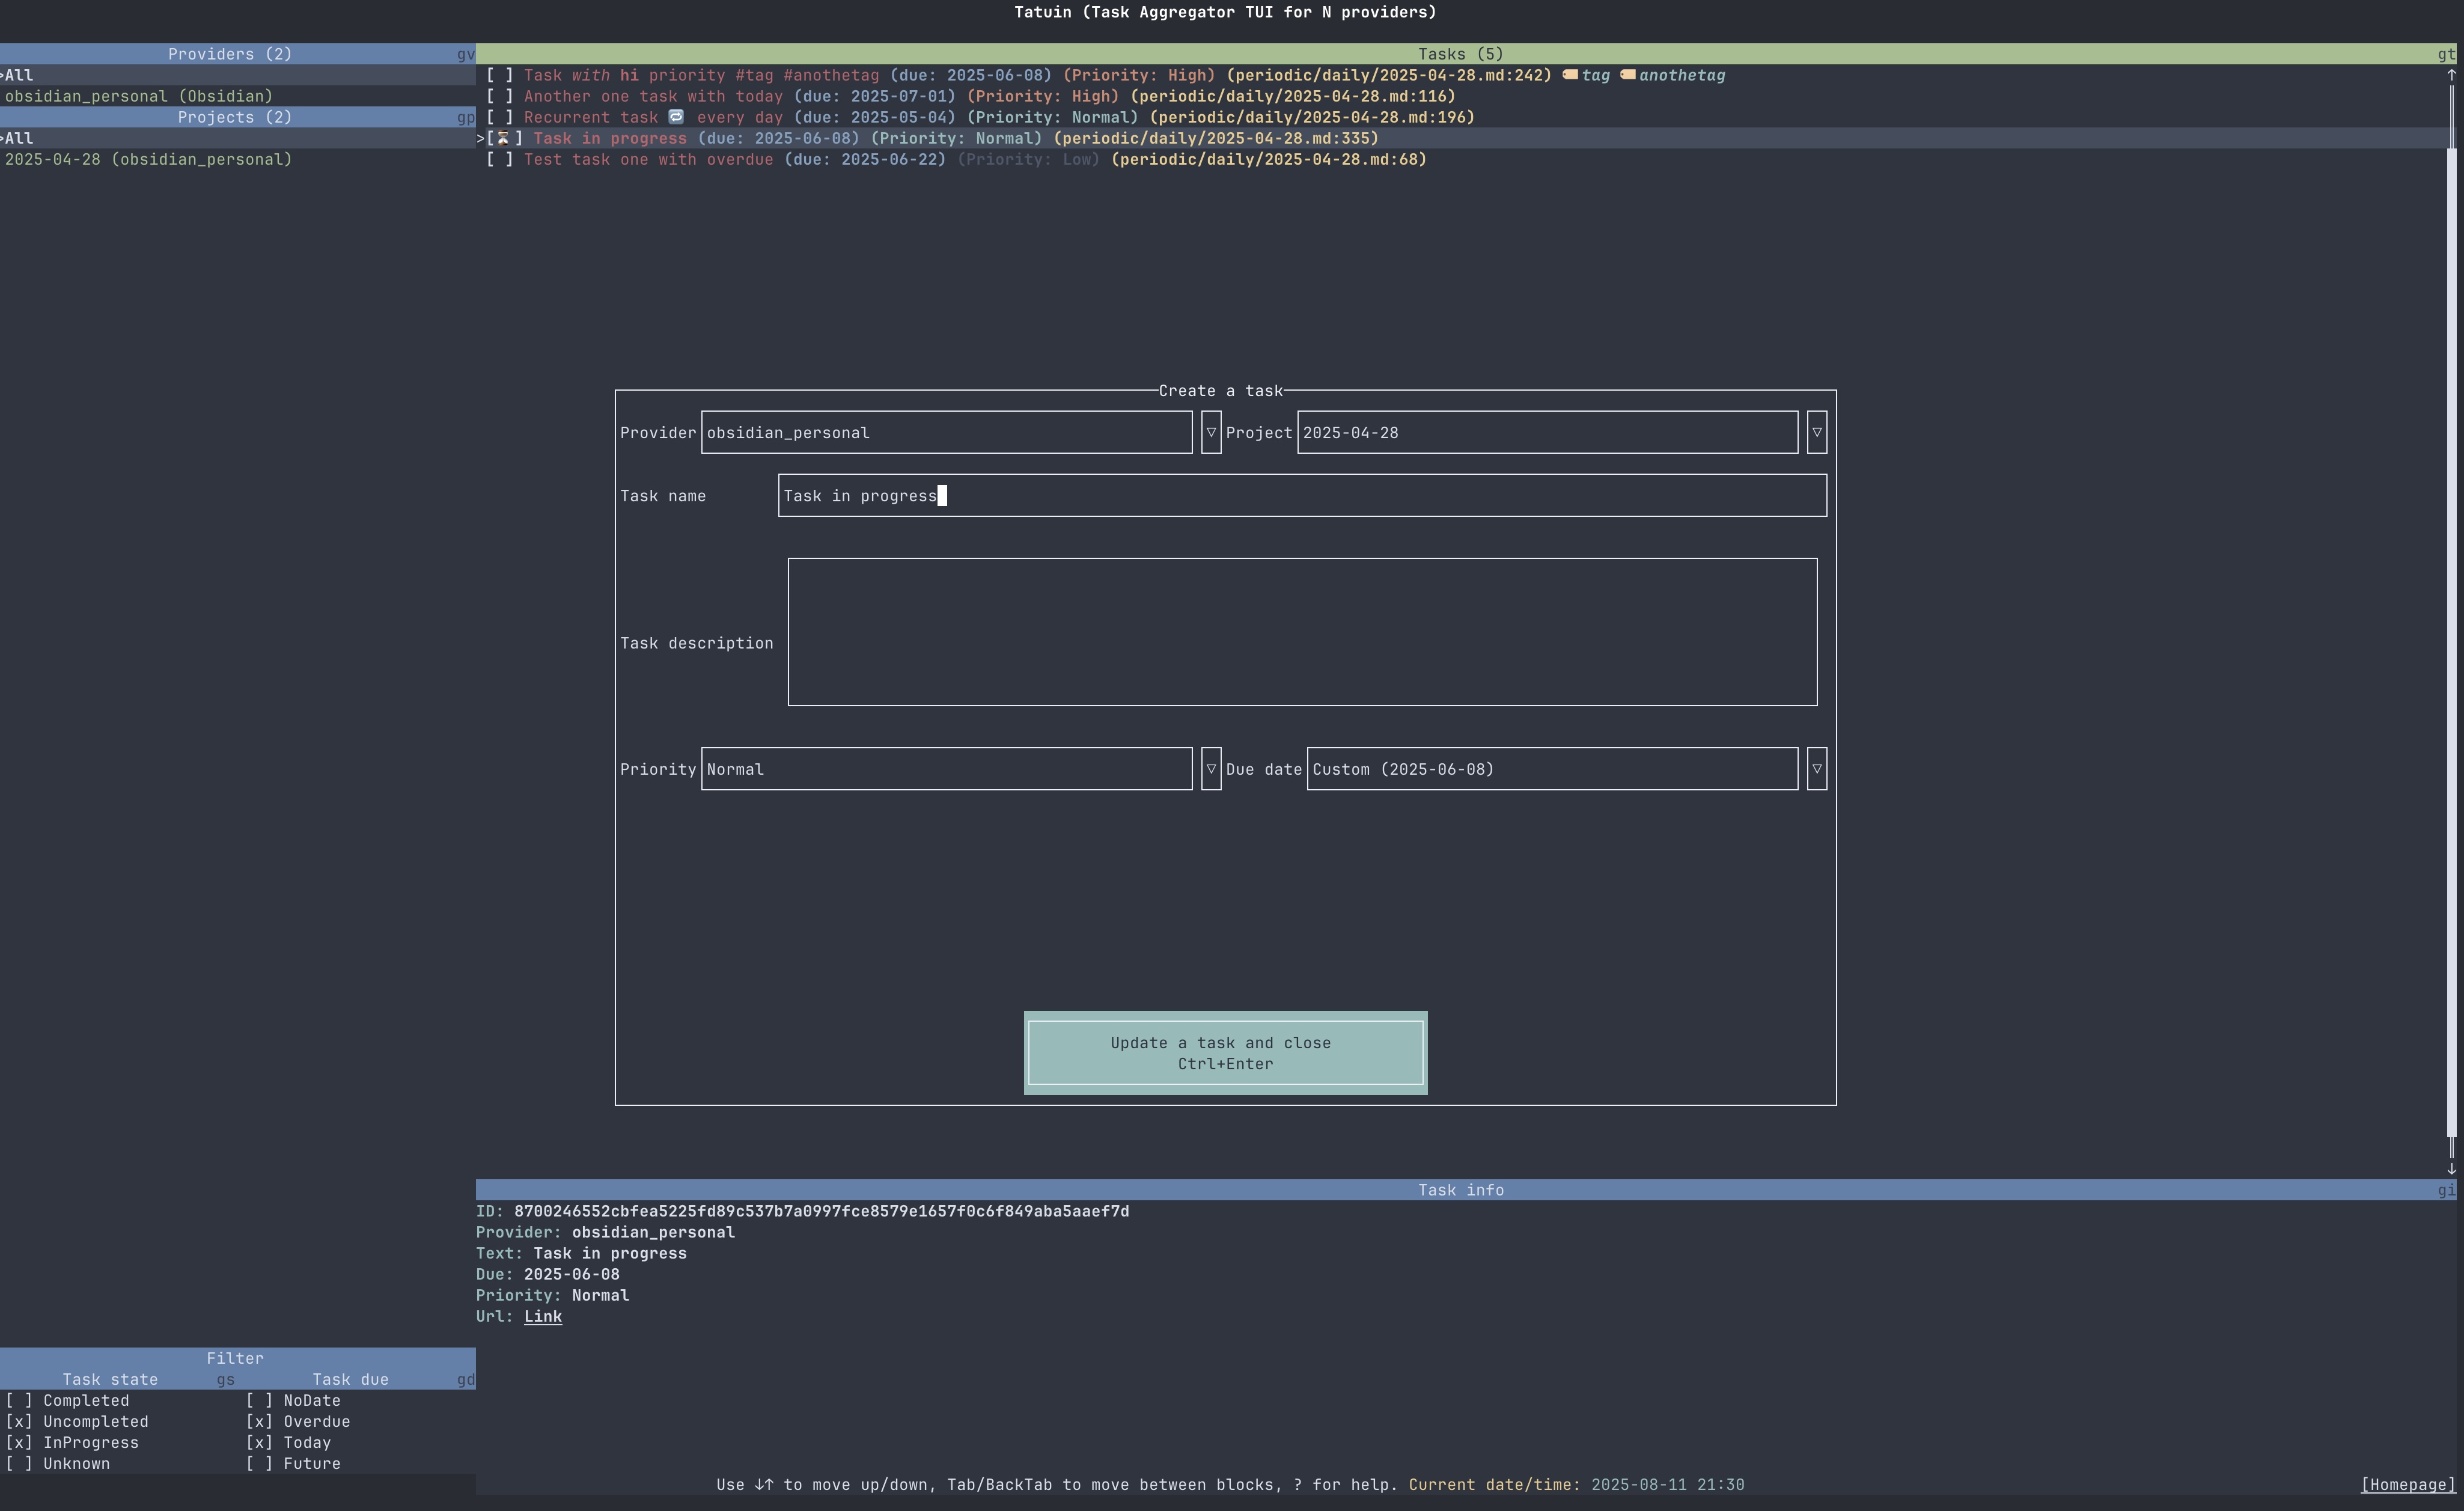 Tatuin (Task Aggregator TUI for N providers)
Providers (2) gv
>All
obsidian_personal (Obsidian)
Projects (2) gp
>All
2025-04-28 (obsidian_personal)
Tasks (5) gt
[ ] Task with hi priority #tag #anothetag (due: 2025-06-08) (Priority: High) (periodic/daily/2025-04-28.md:242) 🏷️tag 🏷️anothetag
[ ] Another one task with today (due: 2025-07-01) (Priority: High) (periodic/daily/2025-04-28.md:116)
[ ] Recurrent task 🔁 every day (due: 2025-05-04) (Priority: Normal) (periodic/daily/2025-04-28.md:196)
>[⏳] Task in progress (due: 2025-06-08) (Priority: Normal) (periodic/daily/2025-04-28.md:335)
[ ] Test task one with overdue (due: 2025-06-22) (Priority: Low) (periodic/daily/2025-04-28.md:68)
Create a task
Provider obsidian_personal ▽ Project 2025-04-28 ▽
Task name Task in progress
Task description
Priority Normal ▽ Due date Custom (2025-06-08) ▽
Update a task and close
Ctrl+Enter
Task info gi
ID: 8700246552cbfea5225fd89c537b7a0997fce8579e1657f0c6f849aba5aaef7d
Provider: obsidian_personal
Text: Task in progress
Due: 2025-06-08
Priority: Normal
Url: Link
Filter
Task state gs Task due gd
[ ] Completed [ ] NoDate
[x] Uncompleted [x] Overdue
[x] InProgress [x] Today
[ ] Unknown [ ] Future
Use ↓↑ to move up/down, Tab/BackTab to move between blocks, ? for help. Current date/time: 2025-08-11 21:30 [Homepage]